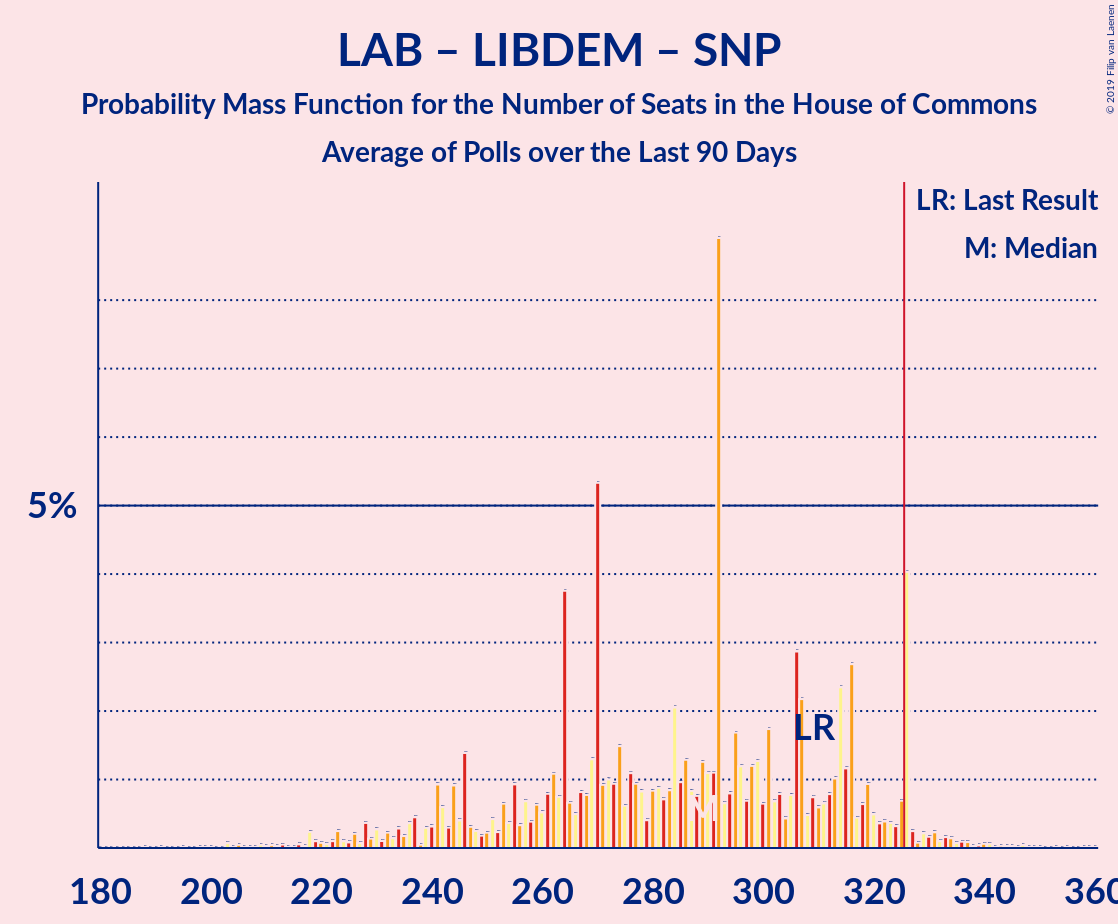 LAB – LIBDEM – SNP
Probability Mass Function for the Number of Seats in the House of Commons
Average of Polls over the Last 90 Days
© 2019 Filip van Laenen
LR: Last Result
M: Median
5%
LR
M
180 200 220 240 260 280 300 320 340 360